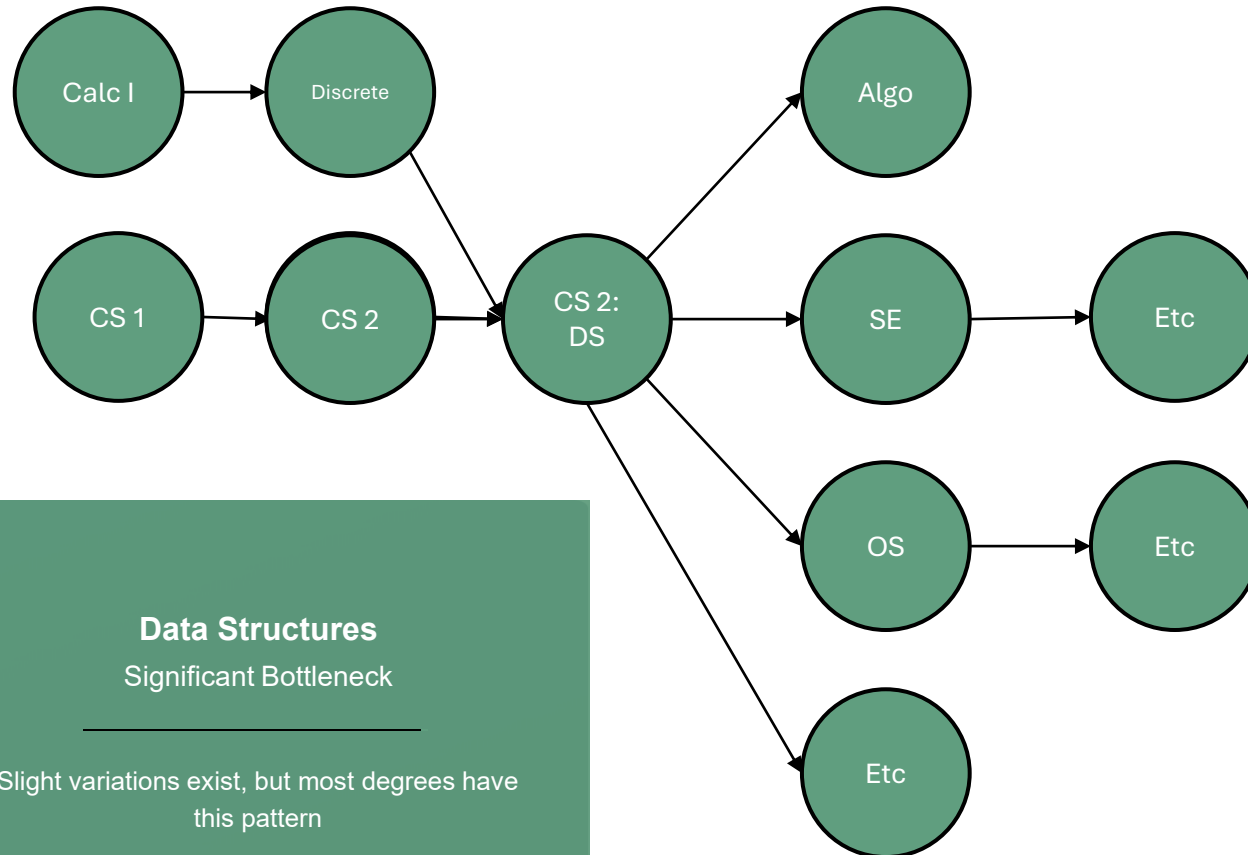 Calc I
Discrete
Algo
CS 1
CS 2
CS 2:
DS
SE
Etc
OS
Etc
Etc
Data Structures
Significant Bottleneck
Slight variations exist, but most degrees have
this pattern